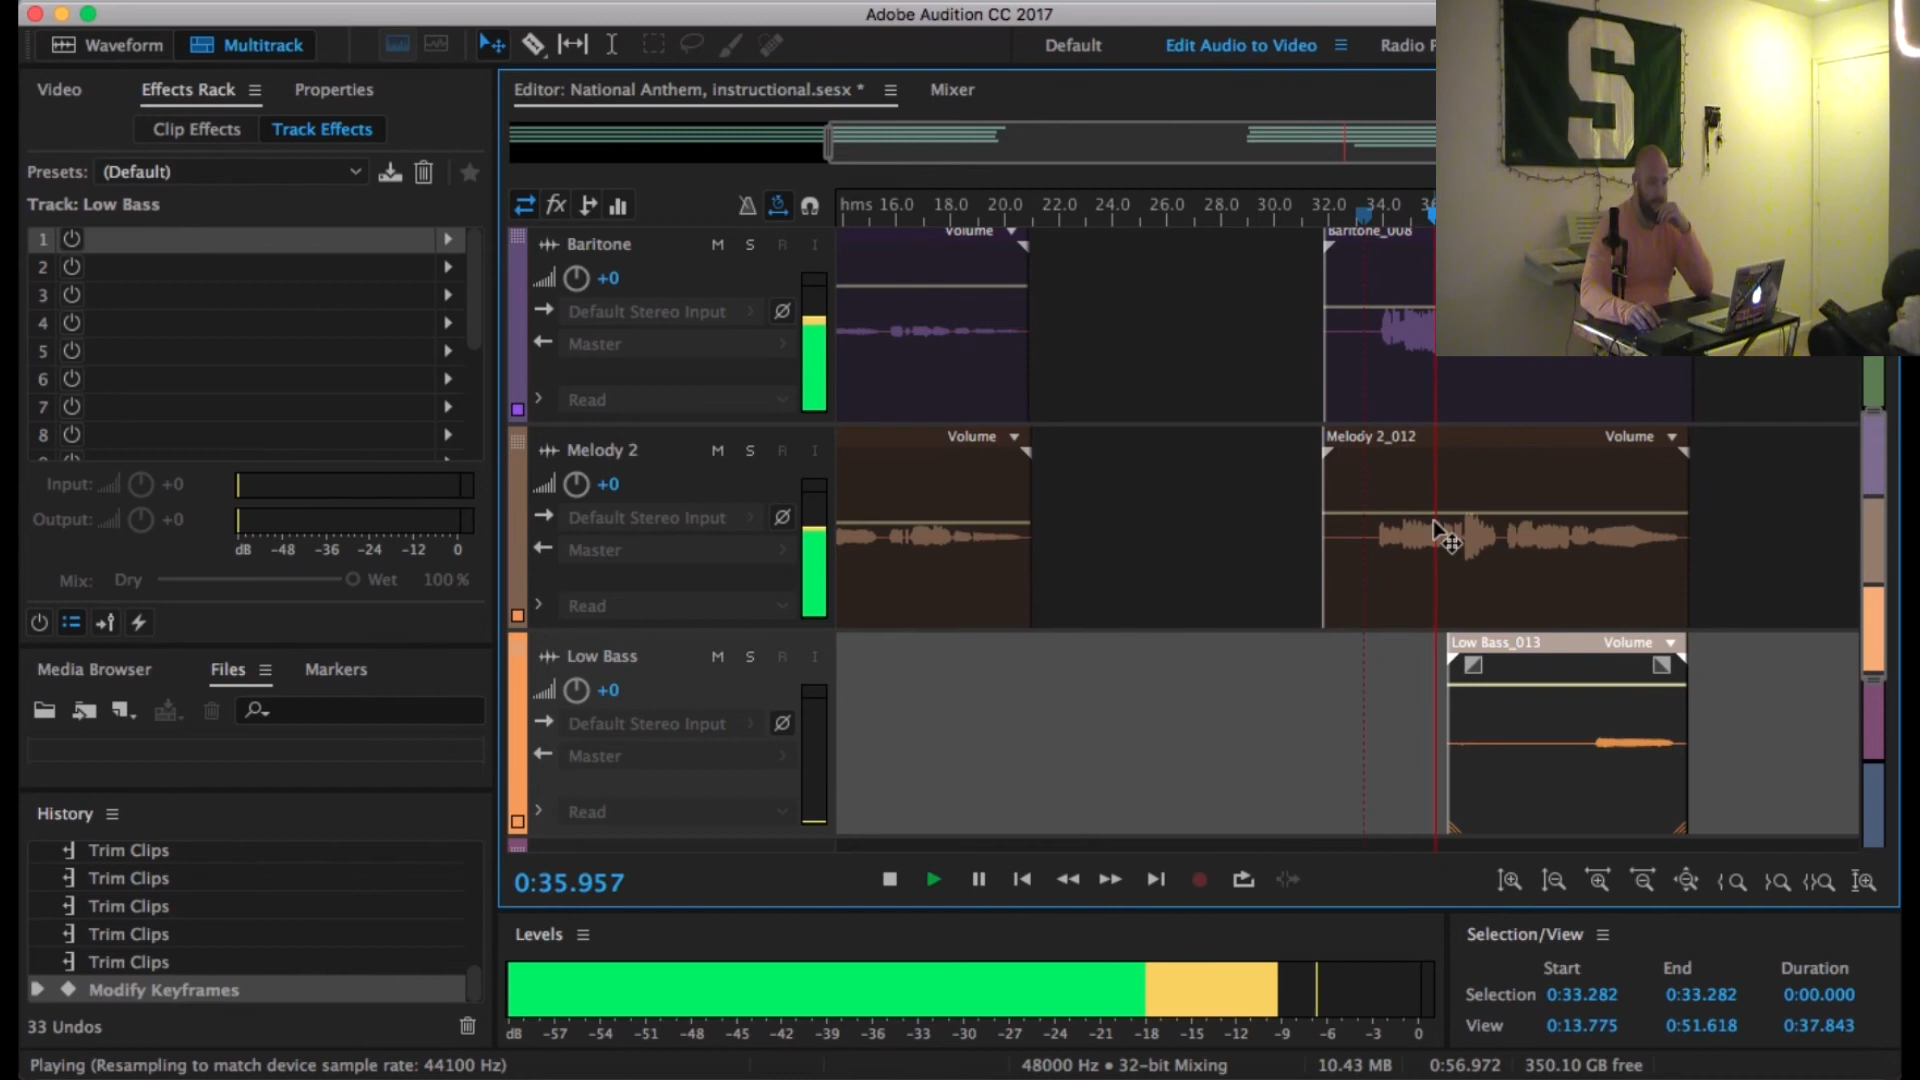 Adobe Audition CC 2017
Waveform Multitrack Default Edit Audio to Video Radio P
Video Effects Rack Properties Editor: National Anthem, instructional.sesx * Mixer
Clip Effects Track Effects
Presets: (Default)
Track: Low Bass
hms 16.0 18.0 20.0 22.0 24.0 26.0 28.0 30.0 32.0 34.0
1
2
3
4
5
6
7
8
Input: +0
Output: +0
dB -48 -36 -24 -12 0
Mix: Dry Wet 100 %
Baritone M S R I
+0
Default Stereo Input
Master
Read
Volume Baritone_008
Melody 2 M S R I
+0
Default Stereo Input
Master
Read
Volume Melody 2_012 Volume
Low Bass M S R I
+0
Default Stereo Input
Master
Read
Low Bass_013 Volume
Media Browser Files Markers
History
Trim Clips
Trim Clips
Trim Clips
Trim Clips
Trim Clips
Modify Keyframes
33 Undos
0:35.957
Levels
dB -57 -54 -51 -48 -45 -42 -39 -36 -33 -30 -27 -24 -21 -18 -15 -12 -9 -6 -3 0
Selection/View
Start End Duration
Selection 0:33.282 0:33.282 0:00.000
View 0:13.775 0:51.618 0:37.843
Playing (Resampling to match device sample rate: 44100 Hz) 48000 Hz • 32-bit Mixing 10.43 MB 0:56.972 350.10 GB free
S